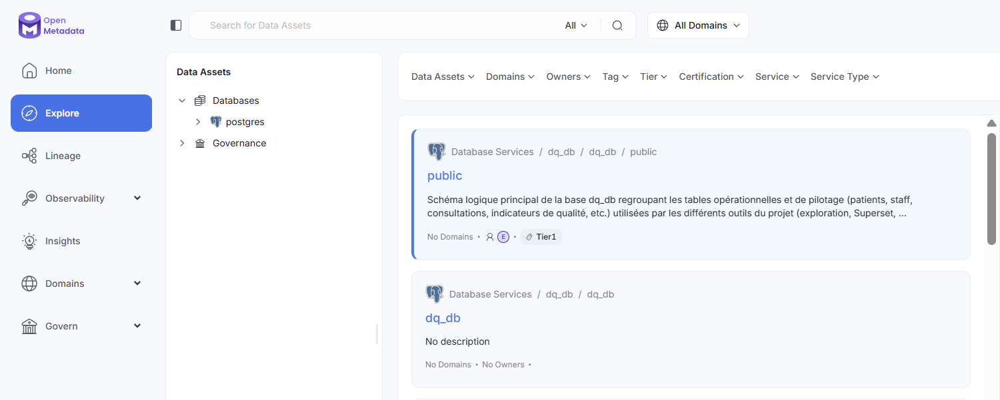 Open
Metadata
Search for Data Assets
All
All Domains
Home
Explore
Lineage
Observability
Insights
Domains
Govern
Data Assets
Databases
postgres
Governance
Data Assets Domains Owners Tag Tier Certification Service Service Type
Database Services / dq_db / dq_db / public
public
Schéma logique principal de la base dq_db regroupant les tables opérationnelles et de pilotage (patients, staff,
consultations, indicateurs de qualité, etc.) utilisées par les différents outils du projet (exploration, Superset, ...
No Domains • E • Tier1
Database Services / dq_db / dq_db
dq_db
No description
No Domains • No Owners •